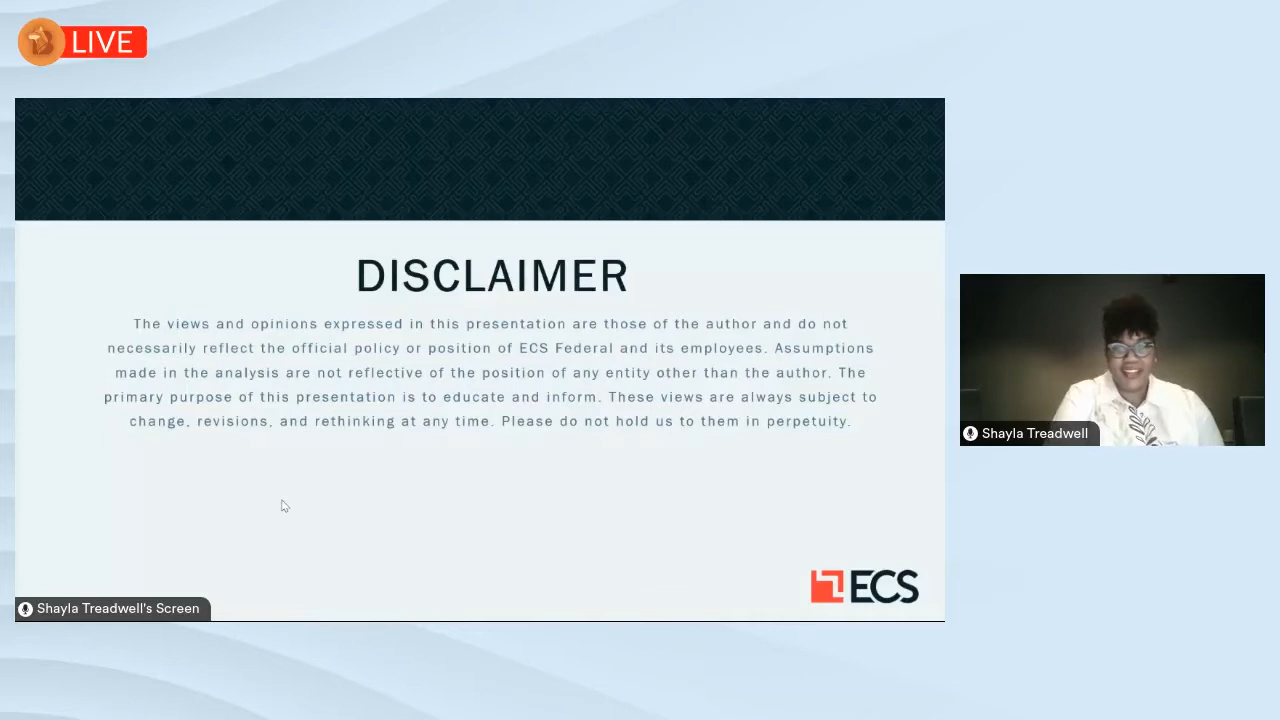 LIVE
DISCLAIMER
The views and opinions expressed in this presentation are those of the author and do not
necessarily reflect the official policy or position of ECS Federal and its employees. Assumptions
made in the analysis are not reflective of the position of any entity other than the author. The
primary purpose of this presentation is to educate and inform. These views are always subject to
change, revisions, and rethinking at any time. Please do not hold us to them in perpetuity.
ECS
Shayla Treadwell's Screen
Shayla Treadwell